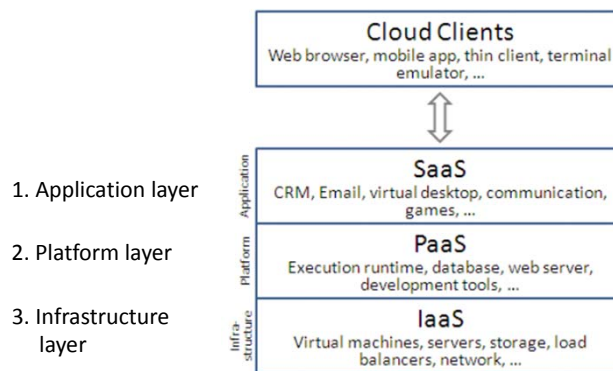 Cloud Clients
Web browser, mobile app, thin client, terminal
emulator, ...
1. Application layer
Application
SaaS
CRM, Email, virtual desktop, communication,
games, ...
2. Platform layer
Platform
PaaS
Execution runtime, database, web server,
development tools, ...
3. Infrastructure
layer
Infra-
structure
IaaS
Virtual machines, servers, storage, load
balancers, network, ...